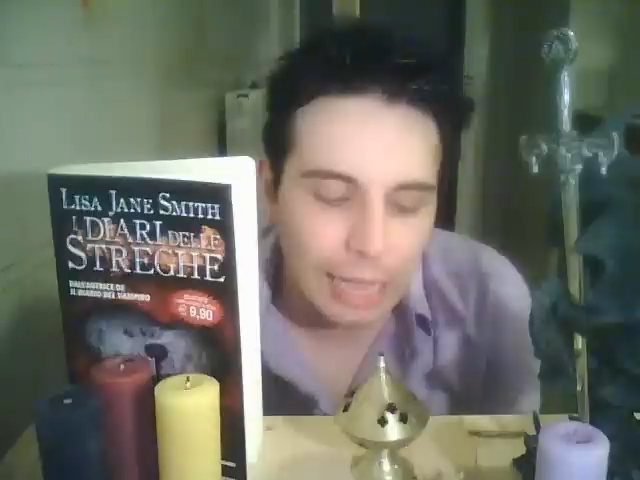 LISA JANE SMITH
I DIARI DELLE
STREGHE
DALL'AUTRICE DE
IL DIARIO DEL VAMPIRO
€ 9,90